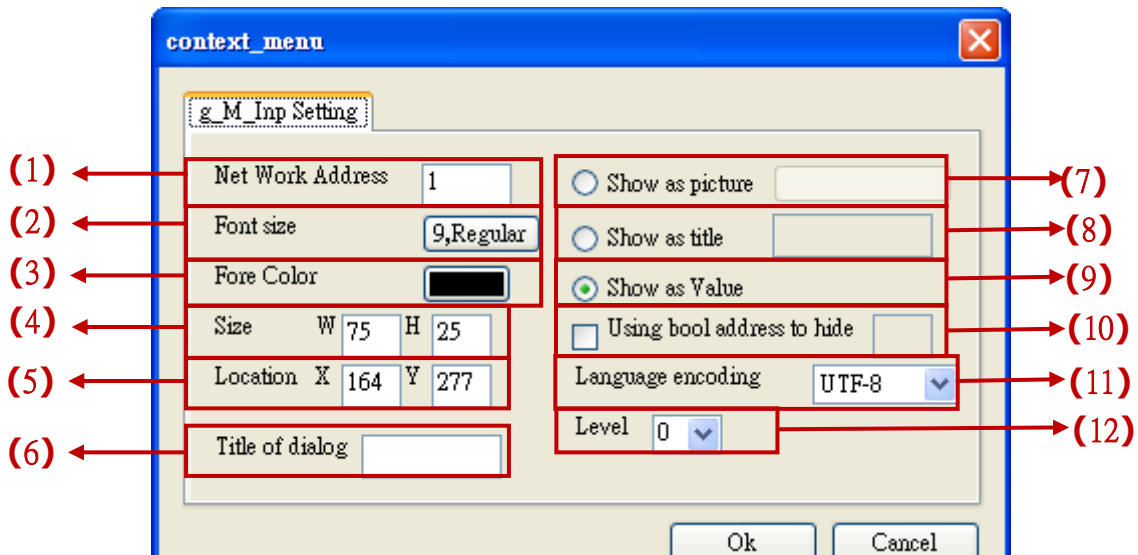 context_menu
g_M_Inp Setting
(1) Net Work Address 1
(2) Font size 9,Regular
(3) Fore Color
(4) Size W 75 H 25
(5) Location X 164 Y 277
(6) Title of dialog
Show as picture (7)
Show as title (8)
Show as Value (9)
Using bool address to hide (10)
Language encoding UTF-8 (11)
Level 0 (12)
Ok Cancel